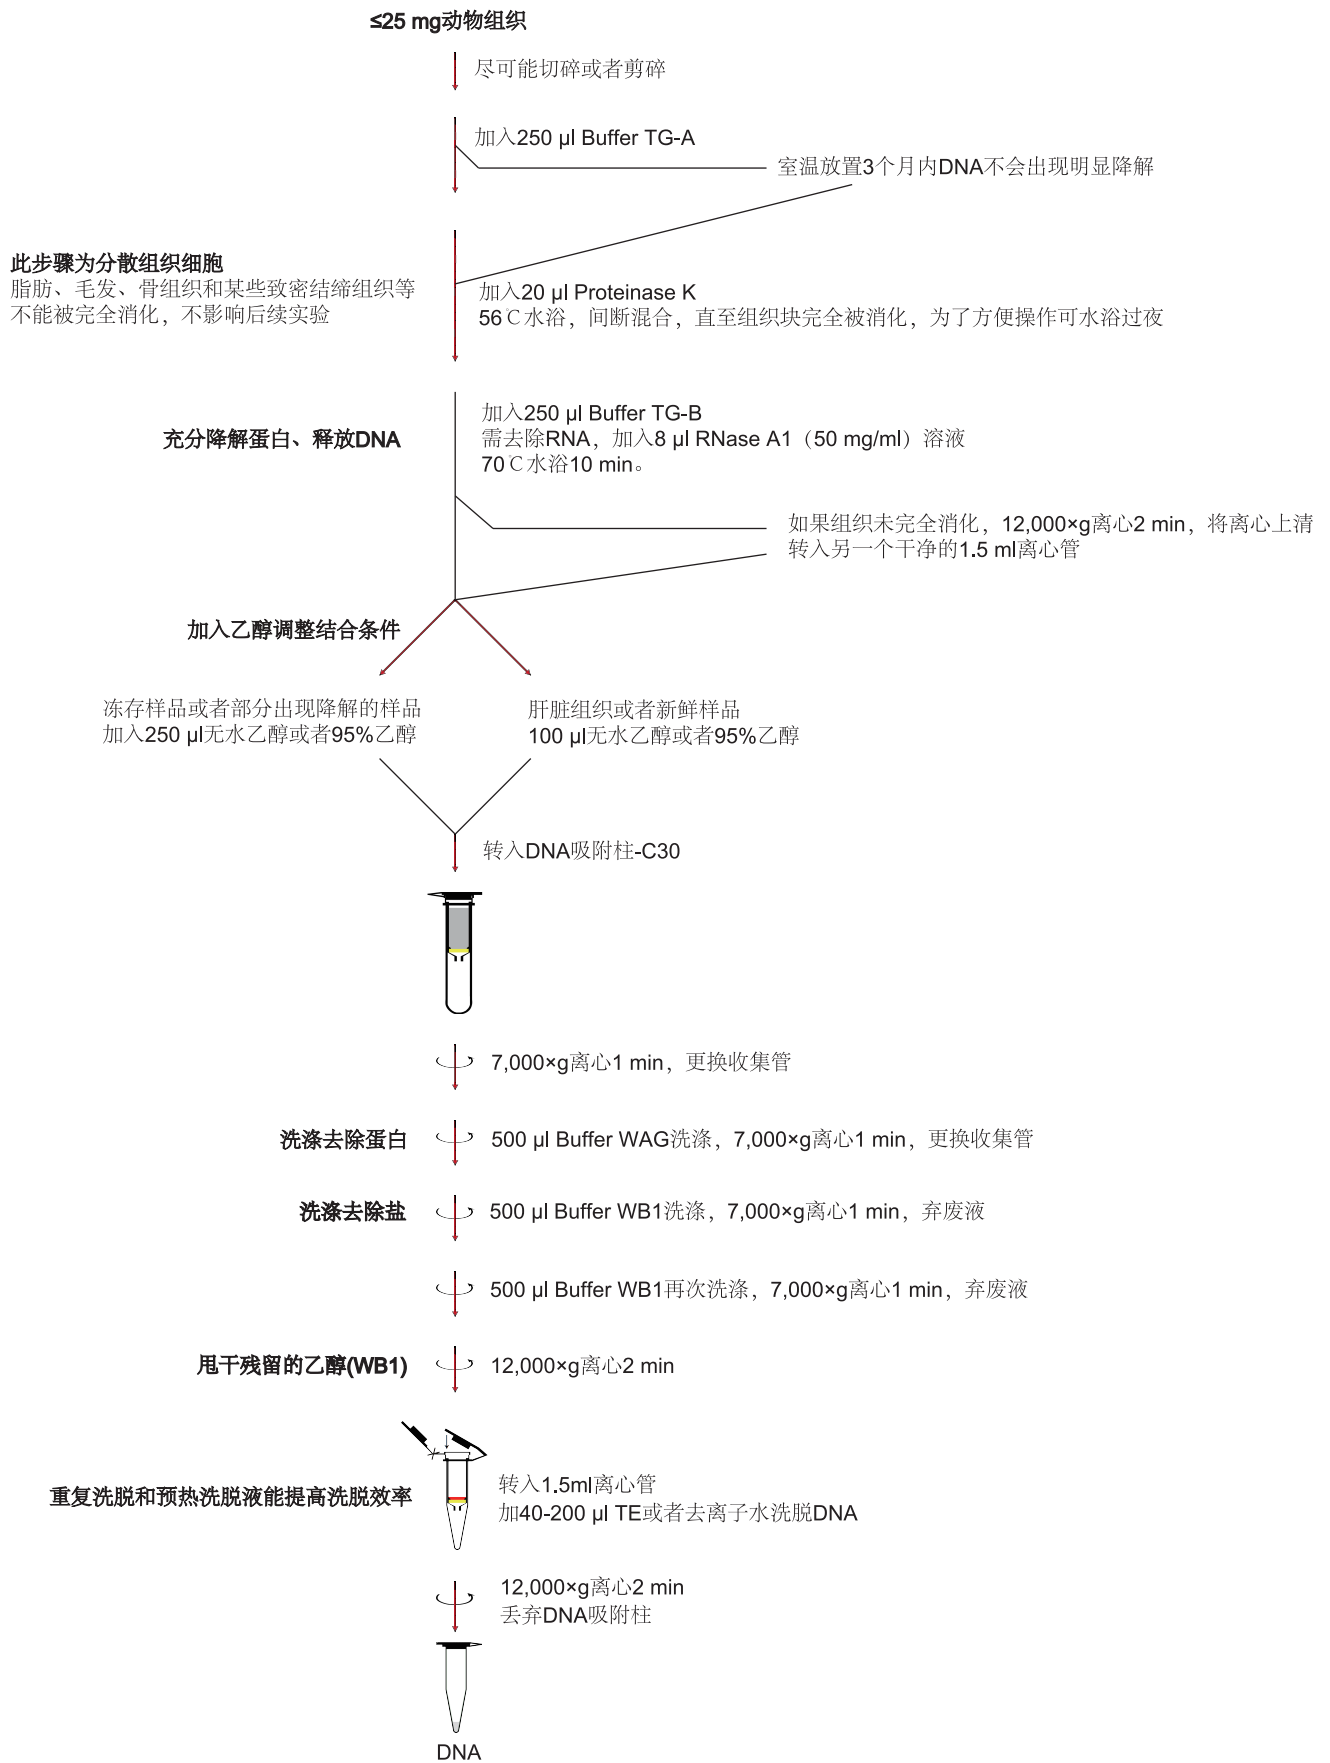 ≤25 mg动物组织
尽可能切碎或者剪碎
加入250 µl Buffer TG-A
室温放置3个月内DNA不会出现明显降解
此步骤为分散组织细胞
脂肪、毛发、骨组织和某些致密结缔组织等
不能被完全消化，不影响后续实验
加入20 µl Proteinase K
56℃水浴，间断混合，直至组织块完全被消化，为了方便操作可水浴过夜
充分降解蛋白、释放DNA
加入250 µl Buffer TG-B
需去除RNA，加入8 µl RNase A1（50 mg/ml）溶液
70℃水浴10 min。
如果组织未完全消化，12,000×g离心2 min，将离心上清
转入另一个干净的1.5 ml离心管
加入乙醇调整结合条件
冻存样品或者部分出现降解的样品
加入250 µl无水乙醇或者95%乙醇
肝脏组织或者新鲜样品
100 µl无水乙醇或者95%乙醇
转入DNA吸附柱-C30
7,000×g离心1 min，更换收集管
洗涤去除蛋白
500 µl Buffer WAG洗涤，7,000×g离心1 min，更换收集管
洗涤去除盐
500 µl Buffer WB1洗涤，7,000×g离心1 min，弃废液
500 µl Buffer WB1再次洗涤，7,000×g离心1 min，弃废液
甩干残留的乙醇(WB1)
12,000×g离心2 min
重复洗脱和预热洗脱液能提高洗脱效率
转入1.5ml离心管
加40-200 µl TE或者去离子水洗脱DNA
12,000×g离心2 min
丢弃DNA吸附柱
DNA